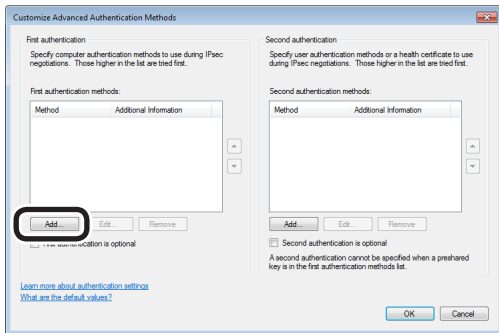 Customize Advanced Authentication Methods
First authentication
Specify computer authentication methods to use during IPsec
negotiations. Those higher in the list are tried first.
First authentication methods:
Method Additional Information
Add... Edit... Remove
First authentication is optional
Second authentication
Specify user authentication methods or a health certificate to use
during IPsec negotiations. Those higher in the list are tried first.
Second authentication methods:
Method Additional Information
Add... Edit... Remove
Second authentication is optional
A second authentication cannot be specified when a preshared
key is in the first authentication methods list.
Learn more about authentication settings
What are the default values?
OK Cancel